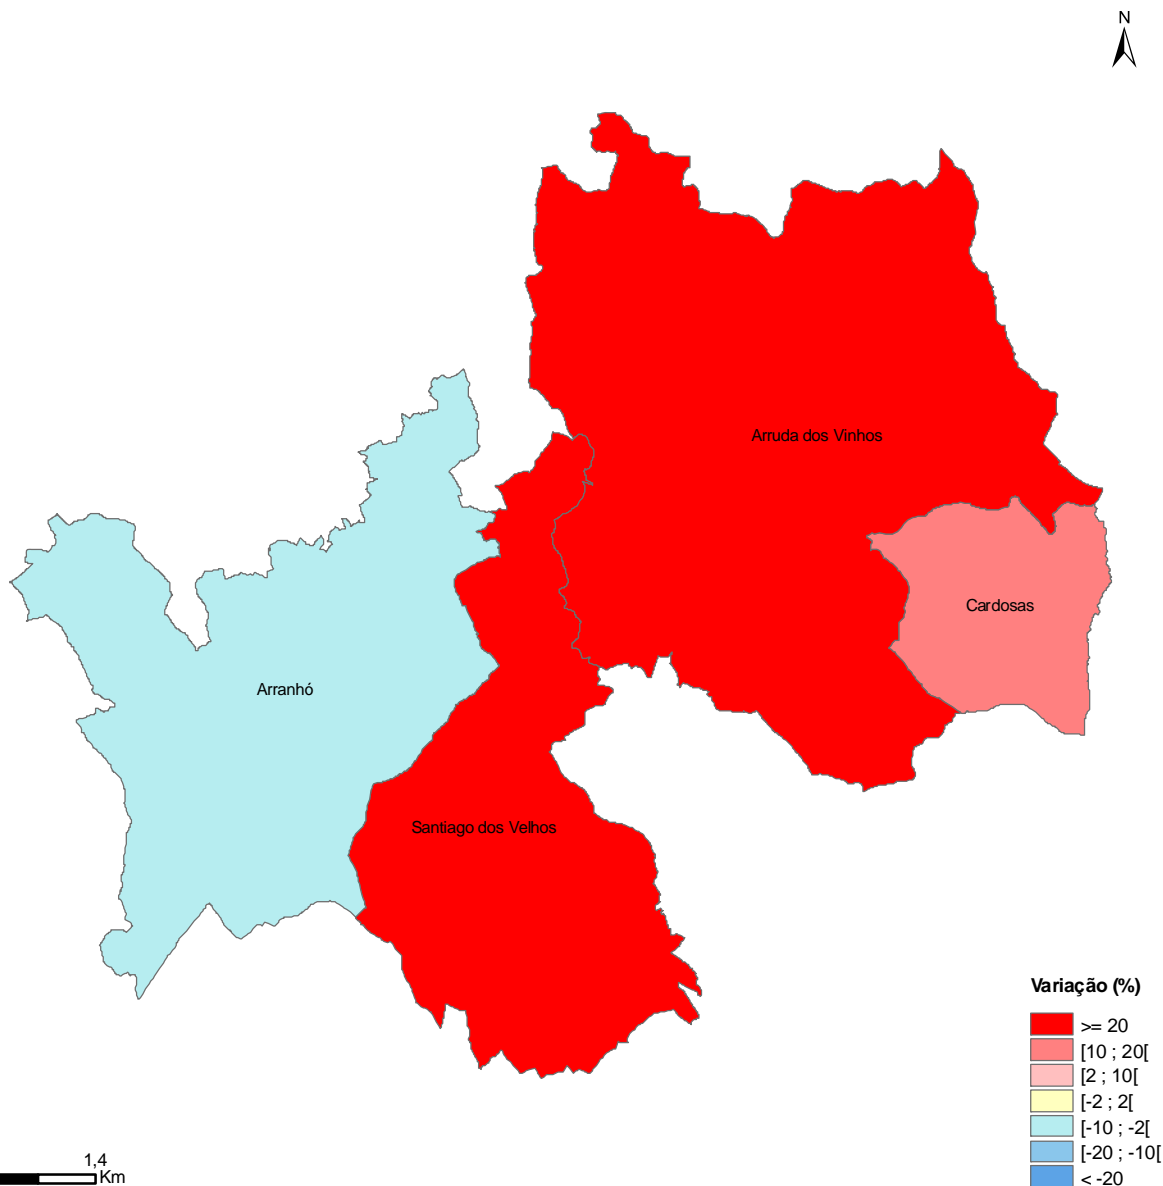 N
Arruda dos Vinhos
Cardosas
Arranhó
Santiago dos Velhos
Variação (%)
>= 20
[10 ; 20[
[2 ; 10[
[-2 ; 2[
[-10 ; -2[
[-20 ; -10[
< -20
1,4
Km